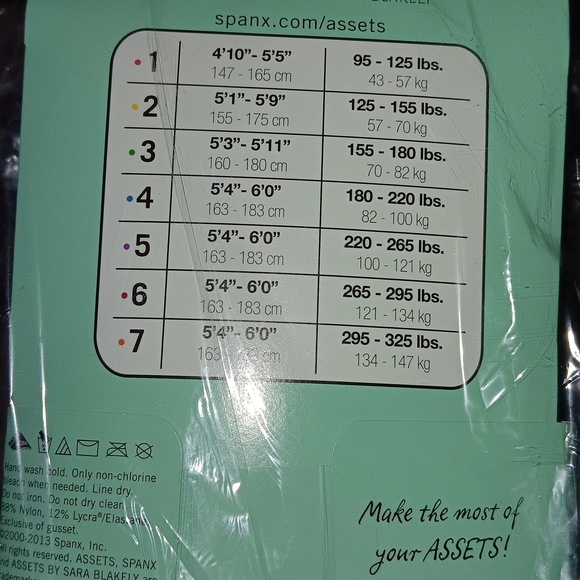 spanx.com/assets
1 4'10"- 5'5" 95 - 125 lbs.
147 - 165 cm 43 - 57 kg
2 5'1"- 5'9" 125 - 155 lbs.
155 - 175 cm 57 - 70 kg
3 5'3"- 5'11" 155 - 180 lbs.
160 - 180 cm 70 - 82 kg
4 5'4"- 6'0" 180 - 220 lbs.
163 - 183 cm 82 - 100 kg
5 5'4"- 6'0" 220 - 265 lbs.
163 - 183 cm 100 - 121 kg
6 5'4"- 6'0" 265 - 295 lbs.
163 - 183 cm 121 - 134 kg
7 5'4"- 6'0" 295 - 325 lbs.
163 - cm 134 - 147 kg
Hand wash cold. Only non-chlorine
bleach when needed. Line dry.
Do not iron. Do not dry clean.
88% Nylon, 12% Lycra®/Elastane
Exclusive of gusset.
©2000-2013 Spanx, Inc.
All rights reserved. ASSETS, SPANX
and ASSETS BY SARA BLAKELY are
Make the most of
your ASSETS!